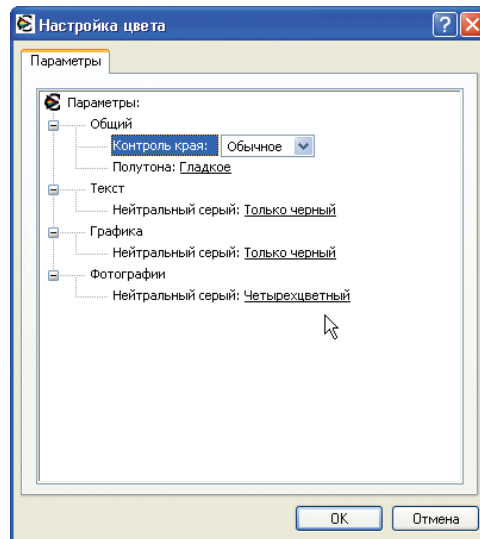 Настройка цвета
Параметры
Параметры:
Общий
Контроль края: Обычное
Полутона: Гладкое
Текст
Нейтральный серый: Только черный
Графика
Нейтральный серый: Только черный
Фотографии
Нейтральный серый: Четырехцветный
OK Отмена